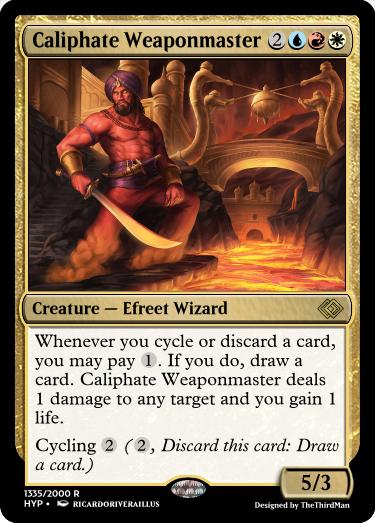 Caliphate Weaponmaster 2
Creature — Efreet Wizard
Whenever you cycle or discard a card,
you may pay 1. If you do, draw a
card. Caliphate Weaponmaster deals
1 damage to any target and you gain 1
life.
Cycling 2 ( 2, Discard this card: Draw
a card.)
5/3
1335/2000 R
HYP • RICARDORIVERAILLUS
Designed by TheThirdMan